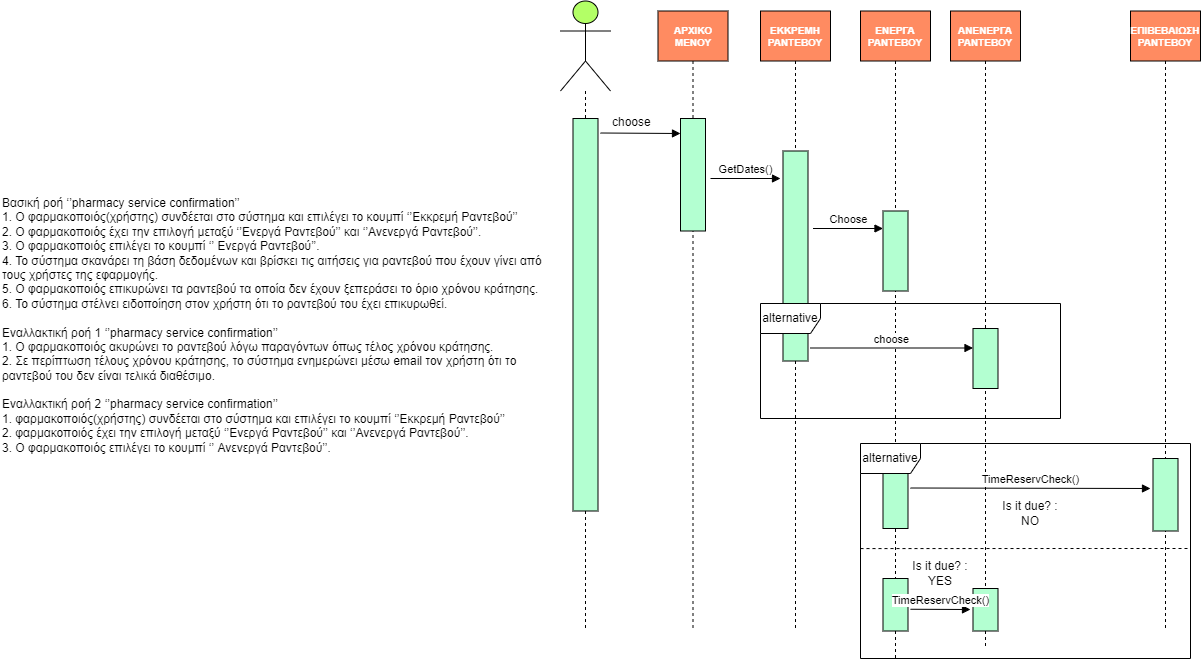 ΑΡΧΙΚΟ
ΜΕΝΟΥ
ΕΚΚΡΕΜΗ
ΡΑΝΤΕΒΟΥ
ΕΝΕΡΓΑ
ΡΑΝΤΕΒΟΥ
ΑΝΕΝΕΡΓΑ
ΡΑΝΤΕΒΟΥ
ΕΠΙΒΕΒΑΙΩΣΗ
ΡΑΝΤΕΒΟΥ
choose
GetDates()
Choose
Βασική ροή ‘’pharmacy service confirmation’’
1. Ο φαρμακοποιός(χρήστης) συνδέεται στο σύστημα και επιλέγει το κουμπί ‘’Εκκρεμή Ραντεβού’’
2. Ο φαρμακοποιός έχει την επιλογή μεταξύ ‘’Ενεργά Ραντεβού’’ και ‘’Ανενεργά Ραντεβού’’.
3. Ο φαρμακοποιός επιλέγει το κουμπί ‘’ Ενεργά Ραντεβού’’.
4. Το σύστημα σκανάρει τη βάση δεδομένων και βρίσκει τις αιτήσεις για ραντεβού που έχουν γίνει από
τους χρήστες της εφαρμογής.
5. Ο φαρμακοποιός επικυρώνει τα ραντεβού τα οποία δεν έχουν ξεπεράσει το όριο χρόνου κράτησης.
6. Το σύστημα στέλνει ειδοποίηση στον χρήστη ότι το ραντεβού του έχει επικυρωθεί.
Εναλλακτική ροή 1 ‘’pharmacy service confirmation’’
1. Ο φαρμακοποιός ακυρώνει το ραντεβού λόγω παραγόντων όπως τέλος χρόνου κράτησης.
2. Σε περίπτωση τέλους χρόνου κράτησης, το σύστημα ενημερώνει μέσω email τον χρήστη ότι το
ραντεβού του δεν είναι τελικά διαθέσιμο.
Εναλλακτική ροή 2 ‘’pharmacy service confirmation’’
1. φαρμακοποιός(χρήστης) συνδέεται στο σύστημα και επιλέγει το κουμπί ‘’Εκκρεμή Ραντεβού’’
2. φαρμακοποιός έχει την επιλογή μεταξύ ‘’Ενεργά Ραντεβού’’ και ‘’Ανενεργά Ραντεβού’’.
3. Ο φαρμακοποιός επιλέγει το κουμπί ‘’ Ανενεργά Ραντεβού’’.
alternative
choose
alternative
TimeReservCheck()
Is it due? :
NO
Is it due? :
YES
TimeReservCheck()